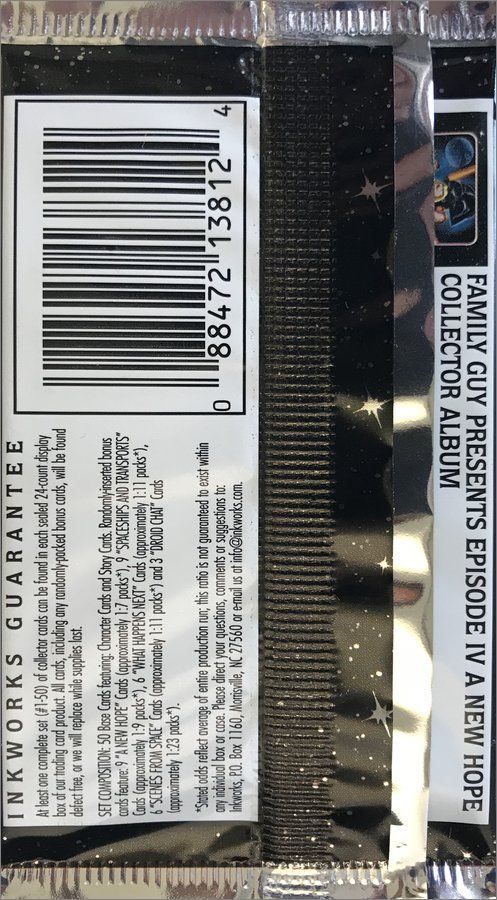 INKWORKS GUARANTEE
At least one complete set (#1-50) of collector cards can be found in each sealed 24-count display
box of our trading card product. All cards, including any randomly-packed bonus cards, will be found
defect free, or we will replace while supplies last.
SET COMPOSITION: 50 Base Cards featuring: Character Cards and Story Cards. Randomly-inserted bonus
cards feature: 9 "A NEW HOPE" Cards (approximately 1:7 packs*), 9 "SPACESHIPS AND TRANSPORTS"
Cards (approximately 1:9 packs*), 6 "WHAT HAPPENS NEXT" Cards (approximately 1:11 packs*),
6 "SCENES FROM SPACE" Cards (approximately 1:11 packs*) and 3 "DROID CHAT" Cards
(approximately 1:23 packs*).
*Stated odds reflect average of entire production run; this ratio is not guaranteed to exist within
any individual box or case. Please direct your questions, comments or suggestions to:
Inkworks, P.O. Box 1160, Morrisville, NC 27560 or email us at info@inkworks.com.
0 88472 13812 4
FAMILY GUY PRESENTS EPISODE IV A NEW HOPE
COLLECTOR ALBUM